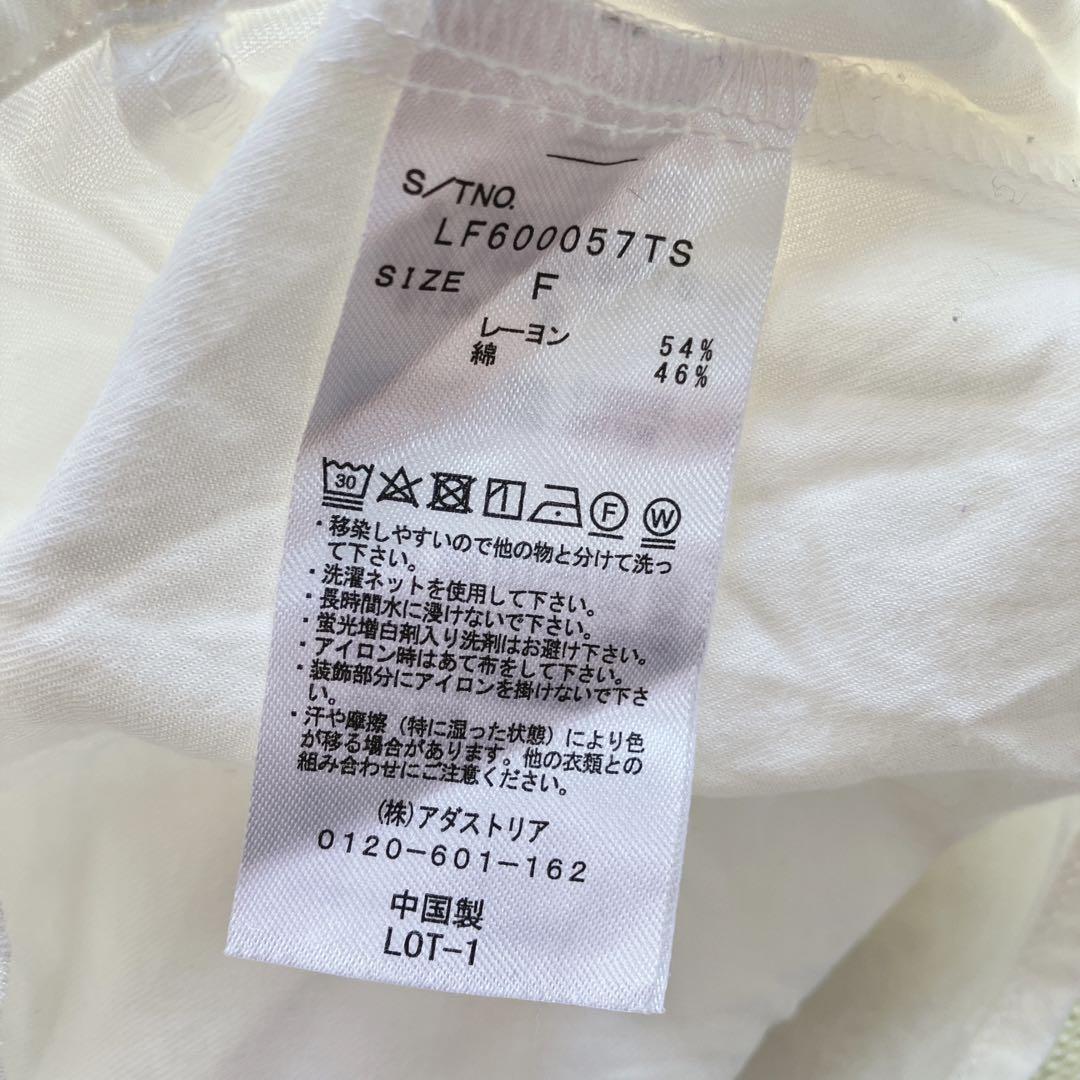 S/TNO.
LF600057TS
SIZE F
レーヨン 54%
綿 46%
30 F W
・移染しやすいので他の物と分けて洗っ
て下さい。
・洗濯ネットを使用して下さい。
・長時間水に浸けないで下さい。
・蛍光増白剤入り洗剤はお避け下さい。
・アイロン時はあて布をして下さい。
・装飾部分にアイロンを掛けないで下さ
い。
・汗や摩擦（特に湿った状態）により色
が移る場合があります。他の衣類との
組み合わせにご注意ください。
(株)アダストリア
0120-601-162
中国製
LOT-1